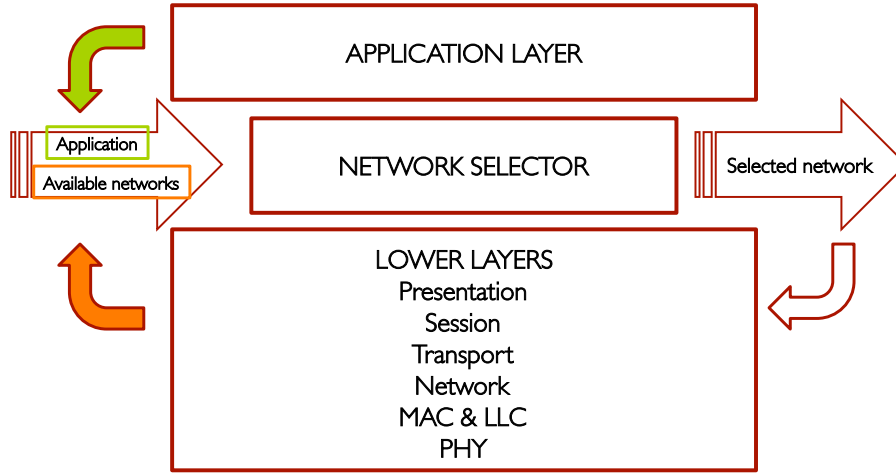 APPLICATION LAYER
Application
Available networks
NETWORK SELECTOR
Selected network
LOWER LAYERS
Presentation
Session
Transport
Network
MAC & LLC
PHY